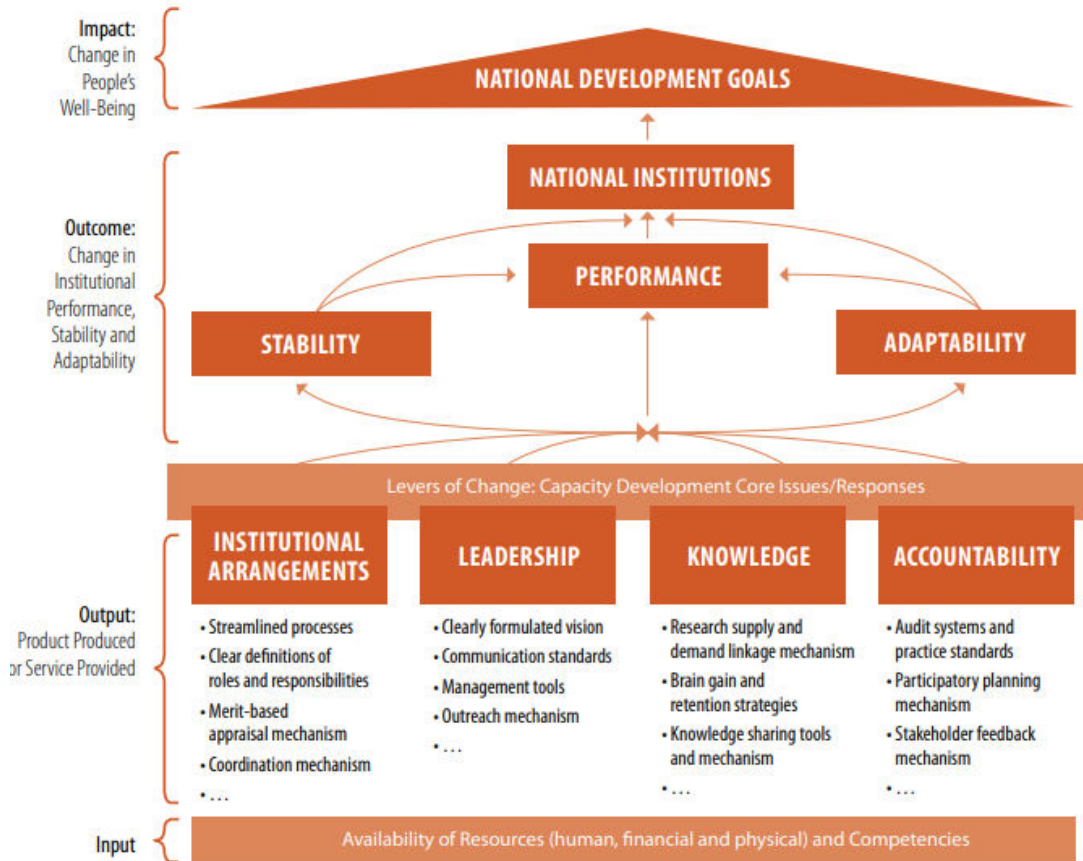 Impact:
Change in
People's
Well-Being
NATIONAL DEVELOPMENT GOALS
NATIONAL INSTITUTIONS
Outcome:
Change in
Institutional
Performance,
Stability and
Adaptability
PERFORMANCE
STABILITY
ADAPTABILITY
Levers of Change: Capacity Development Core Issues/Responses
Output:
Product Produced
or Service Provided
INSTITUTIONAL
ARRANGEMENTS
• Streamlined processes
• Clear definitions of
roles and responsibilities
• Merit-based
appraisal mechanism
• Coordination mechanism
• ...
LEADERSHIP
• Clearly formulated vision
• Communication standards
• Management tools
• Outreach mechanism
• ...
KNOWLEDGE
• Research supply and
demand linkage mechanism
• Brain gain and
retention strategies
• Knowledge sharing tools
and mechanism
• ...
ACCOUNTABILITY
• Audit systems and
practice standards
• Participatory planning
mechanism
• Stakeholder feedback
mechanism
• ...
Input
Availability of Resources (human, financial and physical) and Competencies